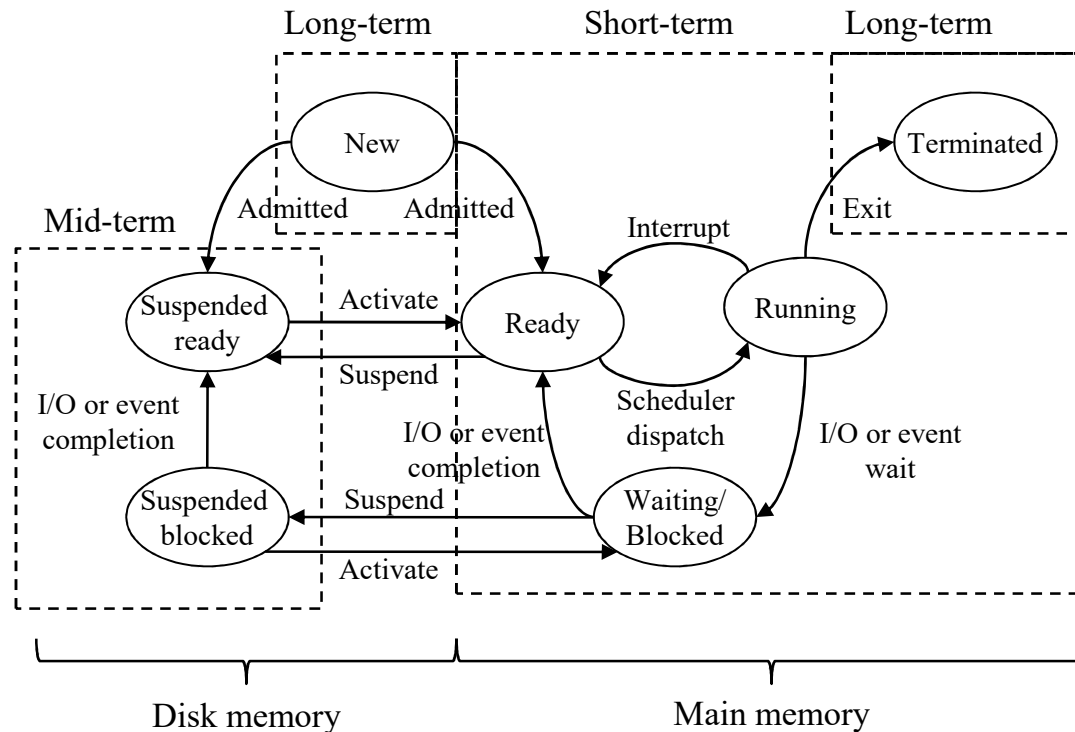 Long-term
Short-term
Long-term
New
Terminated
Admitted
Admitted
Exit
Mid-term
Interrupt
Suspended
ready
Activate
Ready
Running
Suspend
Scheduler
dispatch
I/O or event
completion
I/O or event
completion
I/O or event
wait
Suspended
blocked
Suspend
Waiting/
Blocked
Activate
Disk memory
Main memory